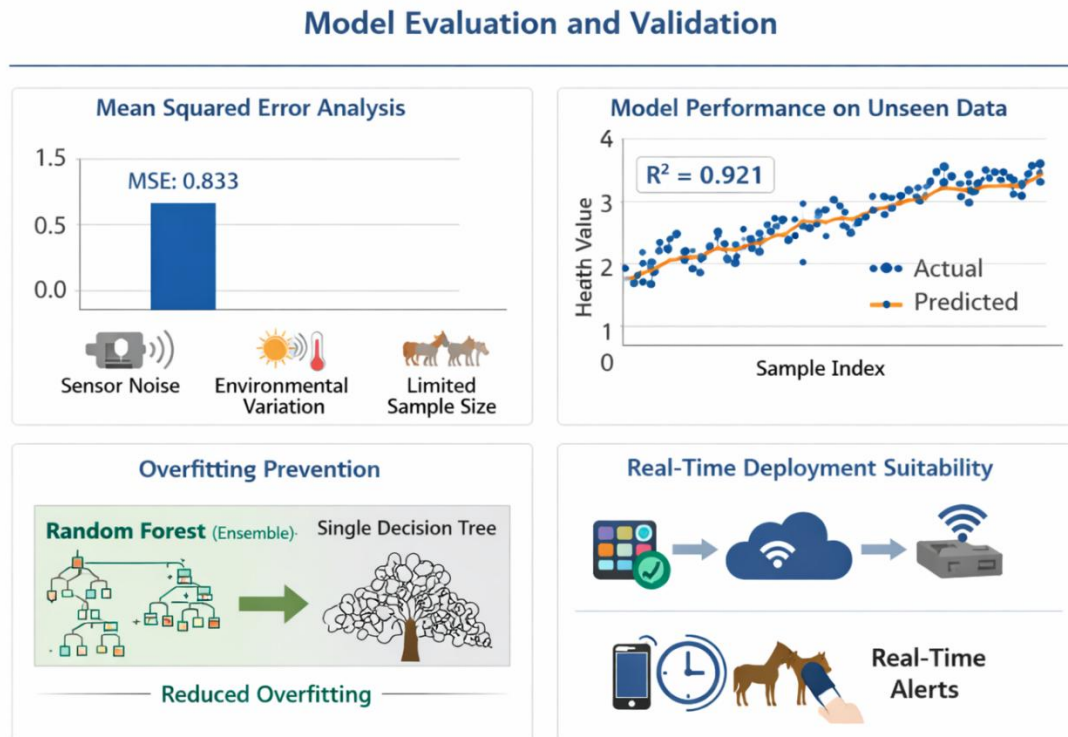 Model Evaluation and Validation
Mean Squared Error Analysis
1.5
MSE: 0.833
0.5
0.0
Sensor Noise
Environmental
Variation
Limited
Sample Size
Model Performance on Unseen Data
4
R² = 0.921
3
Heath Value
2
Actual
Predicted
1
0
Sample Index
Overfitting Prevention
Random Forest (Ensemble)·
Single Decision Tree
Reduced Overfitting
Real-Time Deployment Suitability
Real-Time
Alerts